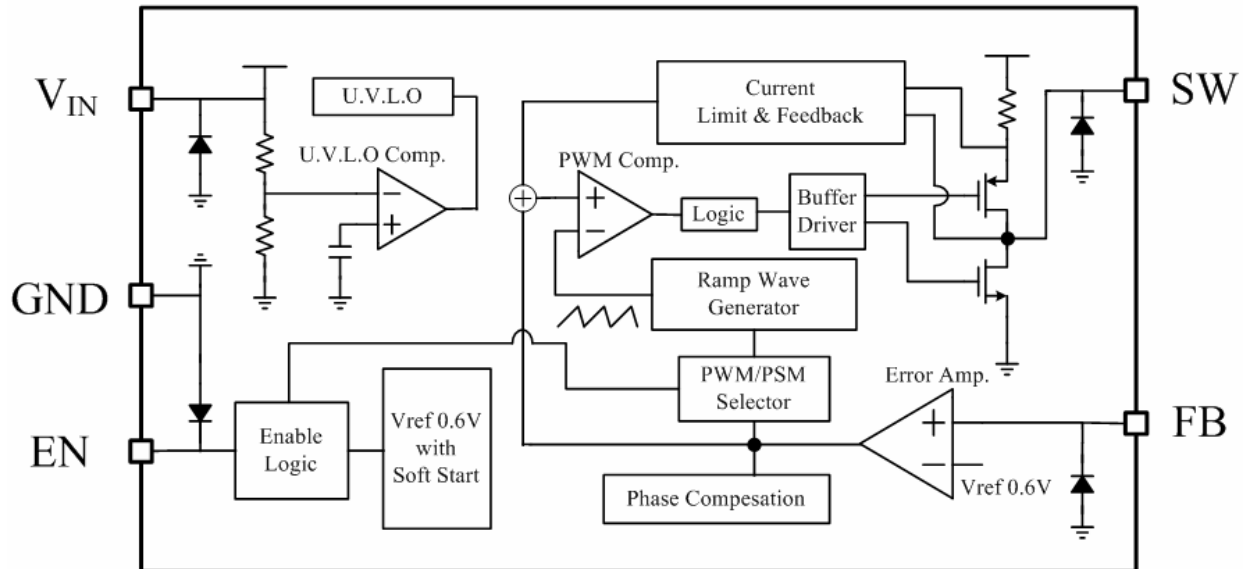 VIN
U.V.L.O
U.V.L.O Comp.
Current
Limit & Feedback
SW
PWM Comp.
Logic
Buffer
Driver
GND
Ramp Wave
Generator
PWM/PSM
Selector
Error Amp.
EN
Enable
Logic
Vref 0.6V
with
Soft Start
FB
Vref 0.6V
Phase Compesation